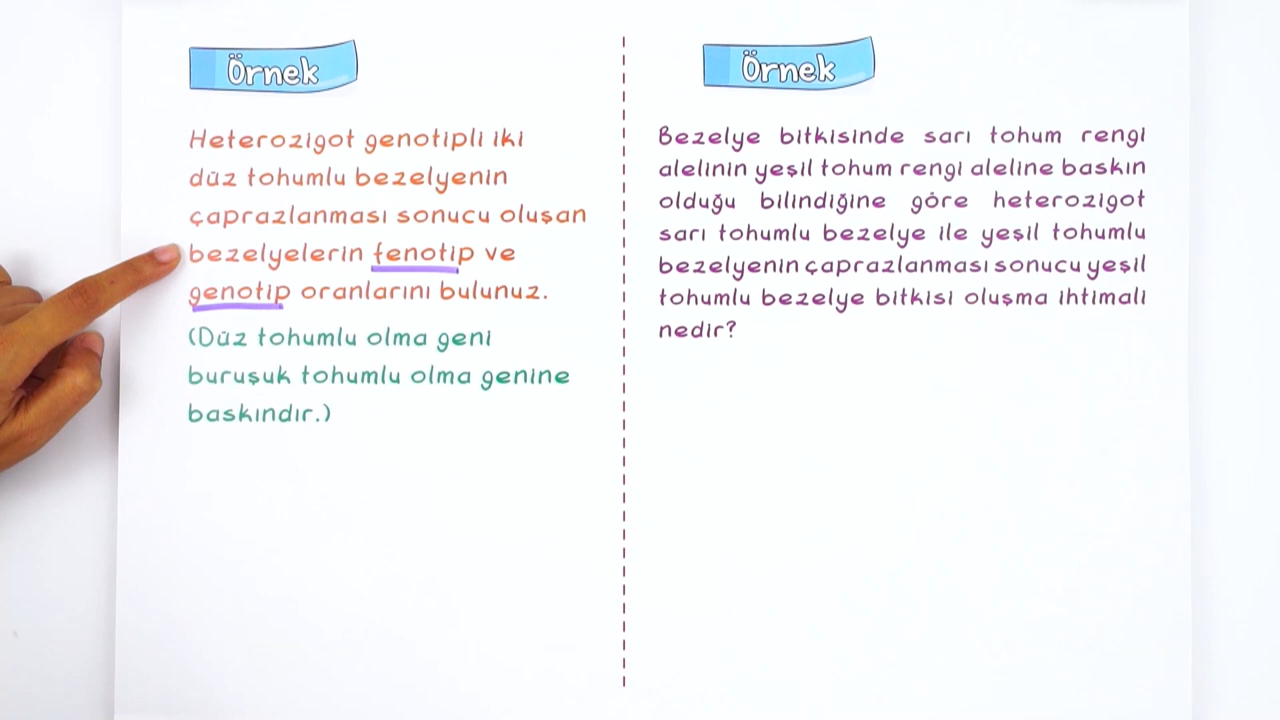 Örnek
Heterozigot genotipli iki
düz tohumlu bezelyenin
çaprazlanması sonucu oluşan
bezelyelerin fenotip ve
genotip oranlarını bulunuz.
(Düz tohumlu olma geni
buruşuk tohumlu olma genine
baskındır.)
Örnek
Bezelye bitkisinde sarı tohum rengi
alelinin yeşil tohum rengi aleline baskın
olduğu bilindiğine göre heterozigot
sarı tohumlu bezelye ile yeşil tohumlu
bezelyenin çaprazlanması sonucu yeşil
tohumlu bezelye bitkisi oluşma ihtimali
nedir?